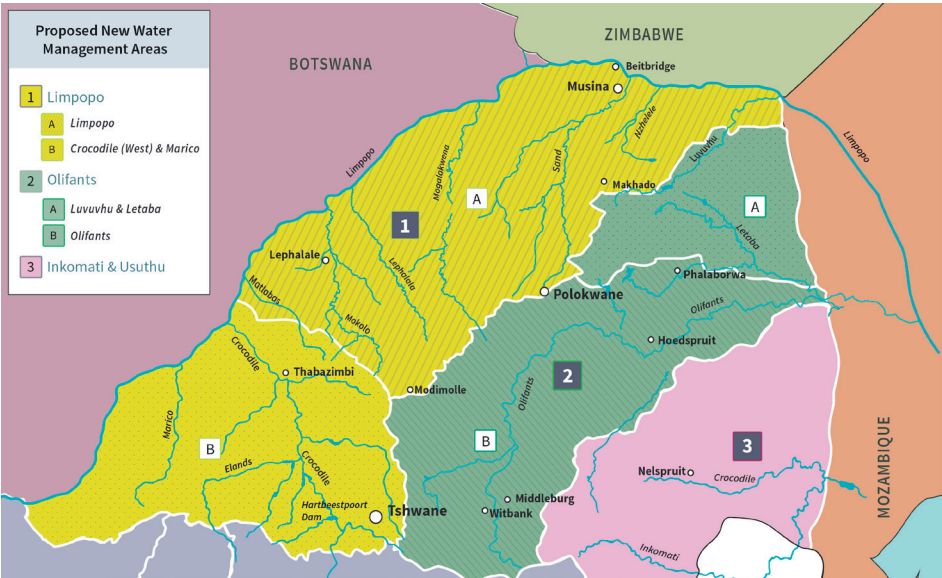 Proposed New Water
Management Areas
1 Limpopo
A Limpopo
B Crocodile (West) & Marico
2 Olifants
A Luvuvhu & Letaba
B Olifants
3 Inkomati & Usuthu
ZIMBABWE
BOTSWANA
Beitbridge
Musina
Nzhelele
Limpopo
Limpopo
Mogalakwena
Sand
Luvuvhu
Makhado
A
A
1
Letaba
Lephalale
Lephalala
Phalaborwa
Matlabas
Polokwane
Olifants
Mokolo
Crocodile
Hoedspruit
Thabazimbi
2
Modimolle
Olifants
Marico
B
B
3
MOZAMBIQUE
Elands
Crocodile
Nelspruit
Crocodile
Hartbeestpoort
Dam
Tshwane
Middleburg
Witbank
Inkomati